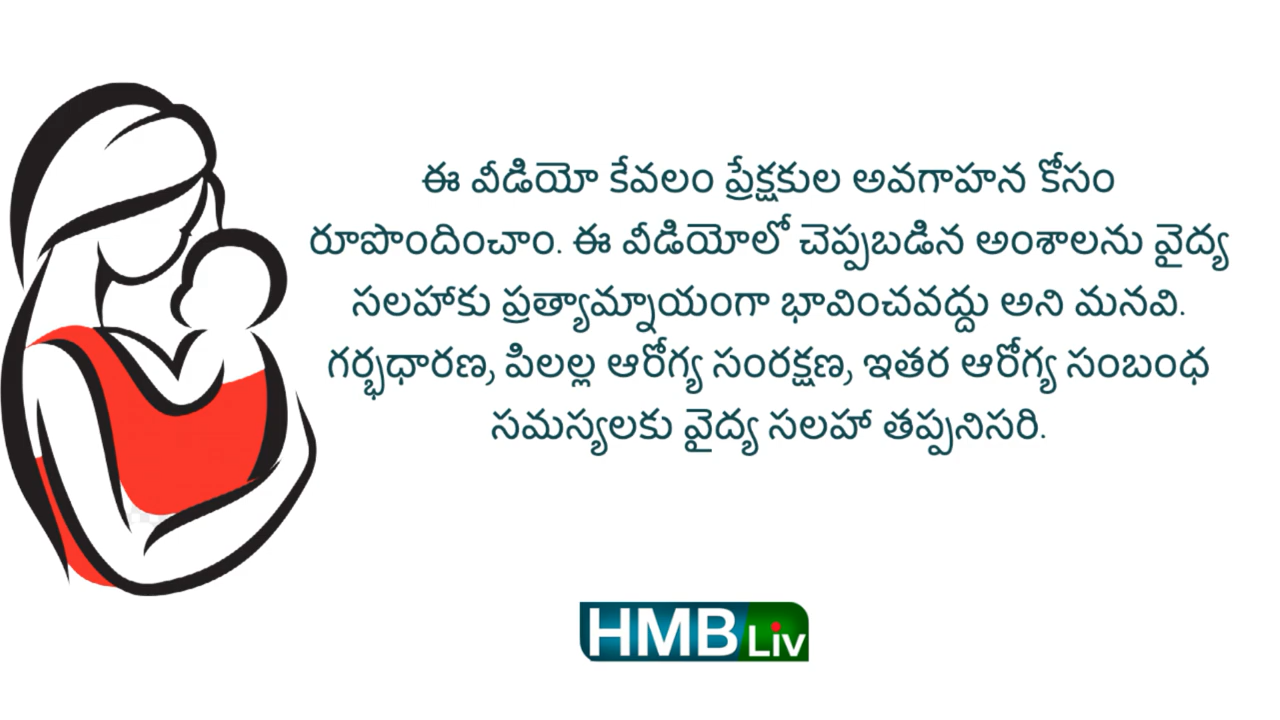 ఈ వీడియో కేవలం ప్రేక్షకుల అవగాహన కోసం
రూపొందించాం. ఈ వీడియోలో చెప్పబడిన అంశాలను వైద్య
సలహాకు ప్రత్యామ్నాయంగా భావించవద్దు అని మనవి.
గర్భధారణ, పిలల్ల ఆరోగ్య సంరక్షణ, ఇతర ఆరోగ్య సంబంధ
సమస్యలకు వైద్య సలహా తప్పనిసరి.
HMB Liv